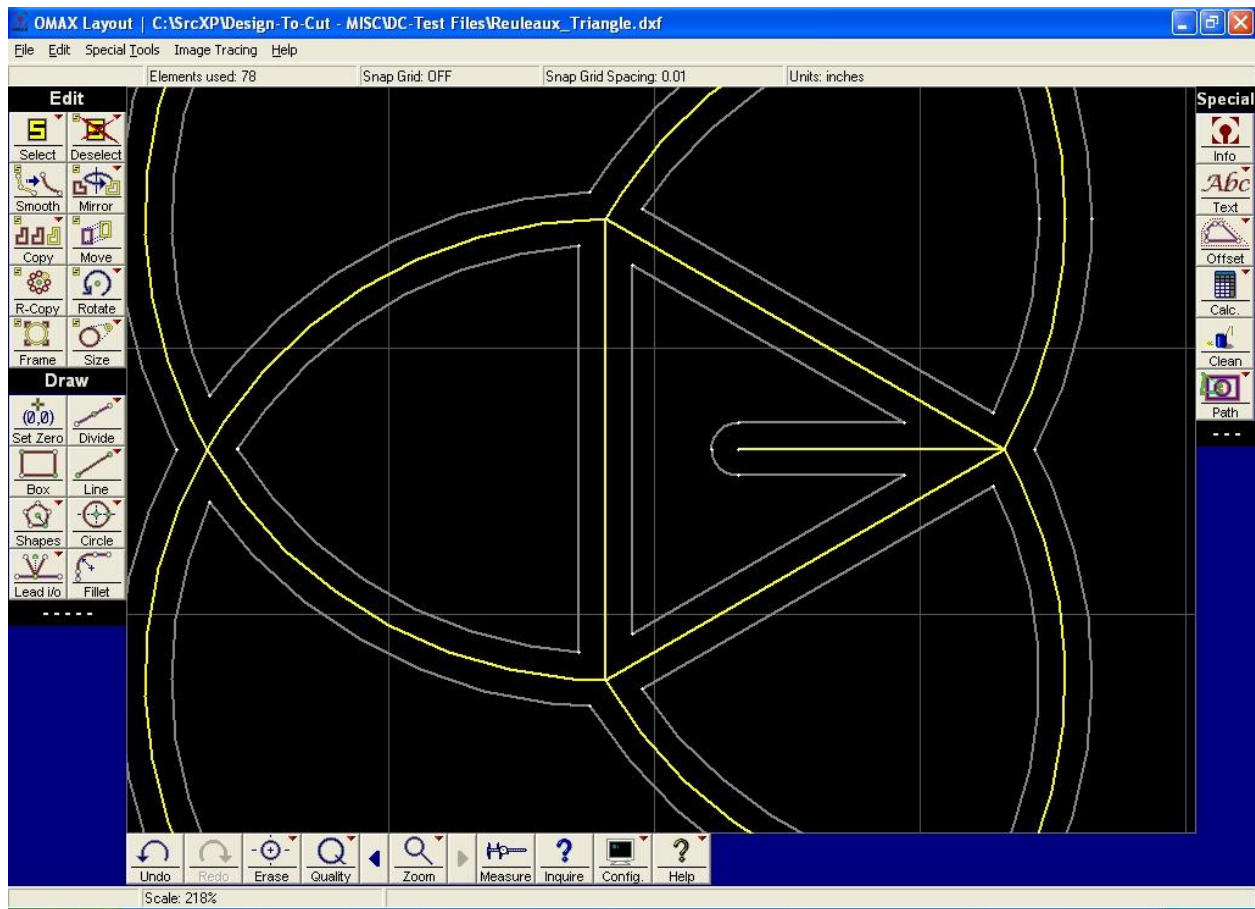 OMAX Layout | C:\SrcXP\Design-To-Cut - MISC\DC-Test Files\Reuleaux_Triangle.dxf
File Edit Special Tools Image Tracing Help
Elements used: 78 Snap Grid: OFF Snap Grid Spacing: 0.01 Units: inches
Edit
S S
Select Deselect
Smooth Mirror
Copy Move
R-Copy Rotate
Frame Size
Draw
(0,0)
Set Zero Divide
Box Line
Shapes Circle
Lead i/o Fillet
- - - - -
Special
Info
Abc
Text
Offset
Calc.
Clean
Path
- - -
Undo Redo Erase Quality Zoom Measure Inquire Config. Help
Scale: 218%